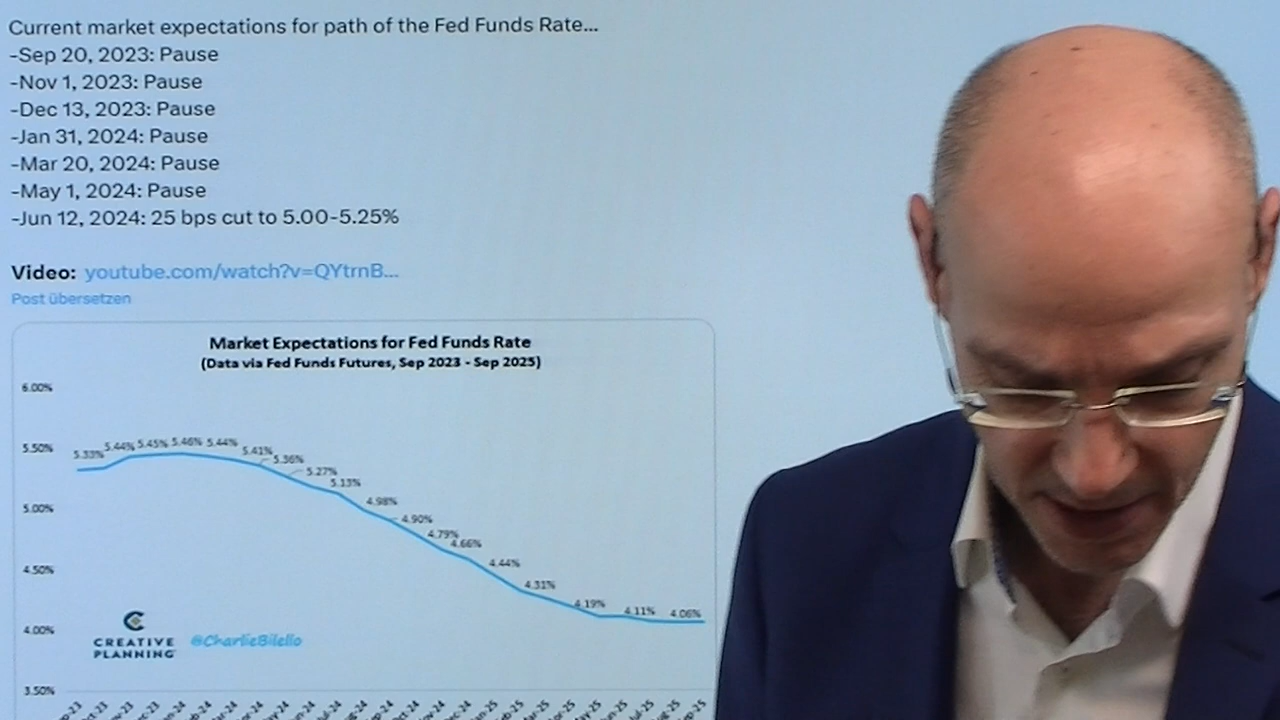 Current market expectations for path of the Fed Funds Rate...
-Sep 20, 2023: Pause
-Nov 1, 2023: Pause
-Dec 13, 2023: Pause
-Jan 31, 2024: Pause
-Mar 20, 2024: Pause
-May 1, 2024: Pause
-Jun 12, 2024: 25 bps cut to 5.00-5.25%
Video: youtube.com/watch?v=QYtrnB...
Post übersetzen
Market Expectations for Fed Funds Rate
(Data via Fed Funds Futures, Sep 2023 - Sep 2025)
6.00%
5.50%
5.00%
4.50%
4.00%
3.50%
5.33% 5.44% 5.45% 5.46% 5.44%
5.41%
5.36%
5.27%
5.13%
4.98%
4.90%
4.79%
4.66%
4.44%
4.31%
4.19%
4.11%
4.06%
CREATIVE
PLANNING
@CharlieBilello